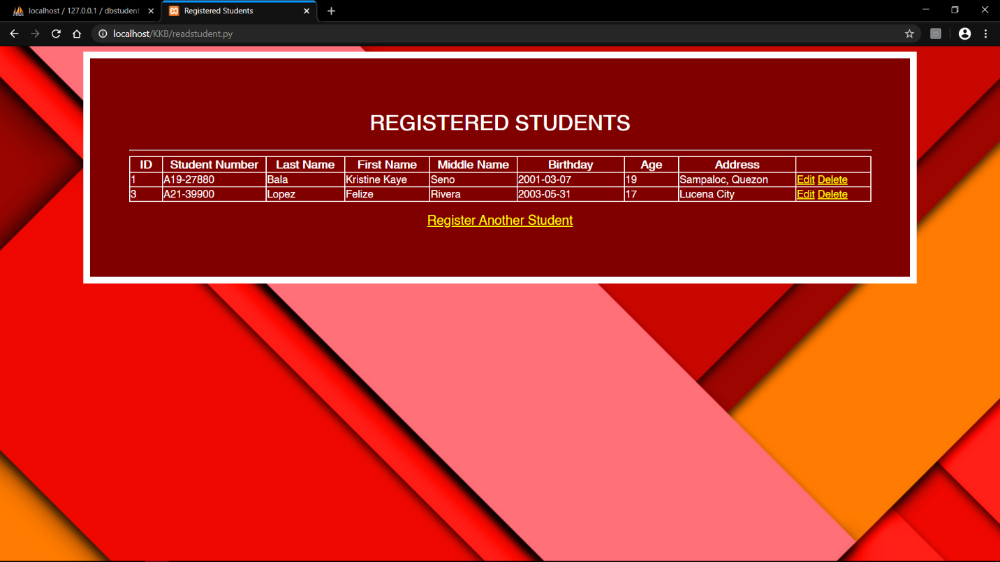 localhost / 127.0.0.1 / dbstudent
Registered Students
localhost/KKB/readstudent.py
REGISTERED STUDENTS
ID Student Number Last Name First Name Middle Name Birthday Age Address
1 A19-27880 Bala Kristine Kaye Seno 2001-03-07 19 Sampaloc, Quezon Edit Delete
3 A21-39900 Lopez Felize Rivera 2003-05-31 17 Lucena City Edit Delete
Register Another Student